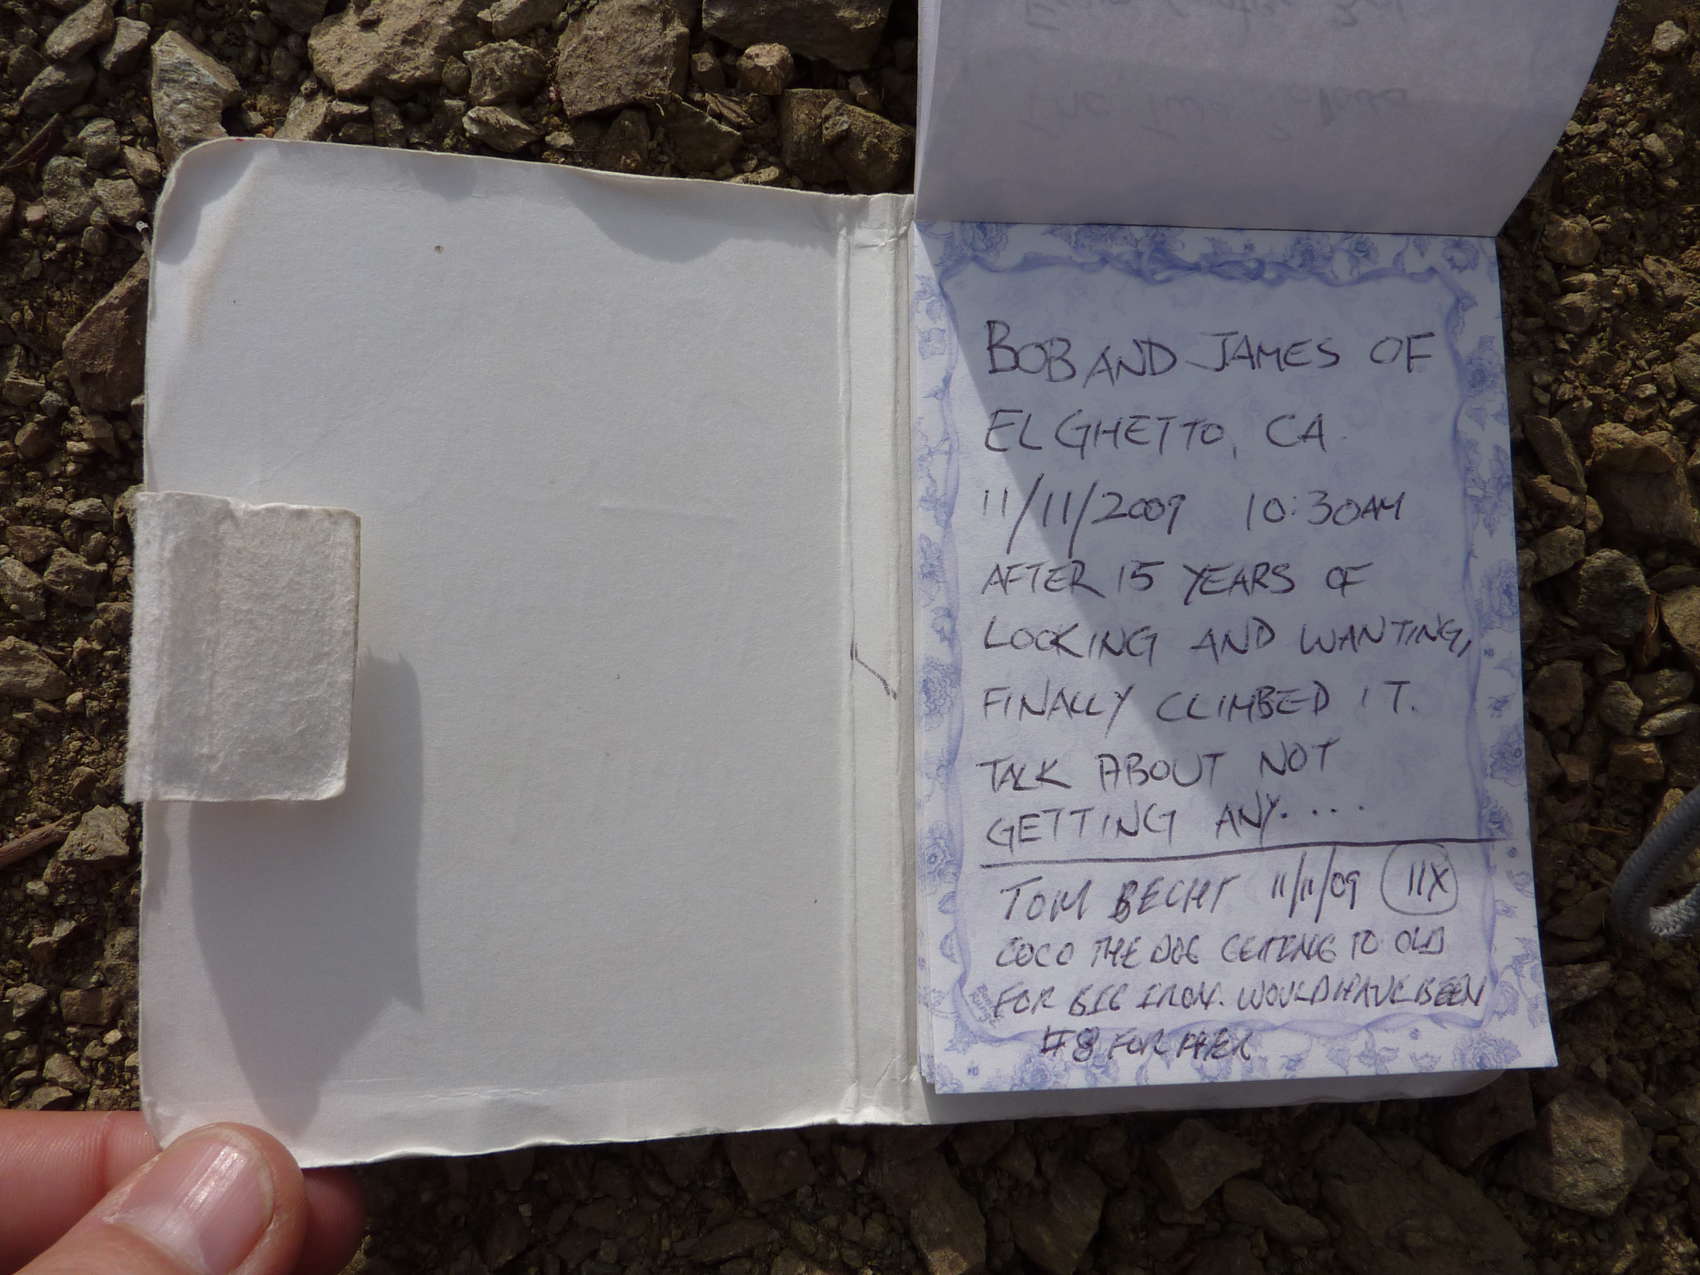 BOB AND JAMES OF
EL GHETTO, CA.
11/11/2009 10:30AM
AFTER 15 YEARS OF
LOOKING AND WANTING,
FINALLY CLIMBED IT.
TALK ABOUT NOT
GETTING ANY....
TOM BECHT 11/11/09 11X
COCO THE DOG GETTING TO OLD
FOR BIG IRON. WOULD HAVE BEEN
#8 FOR HER